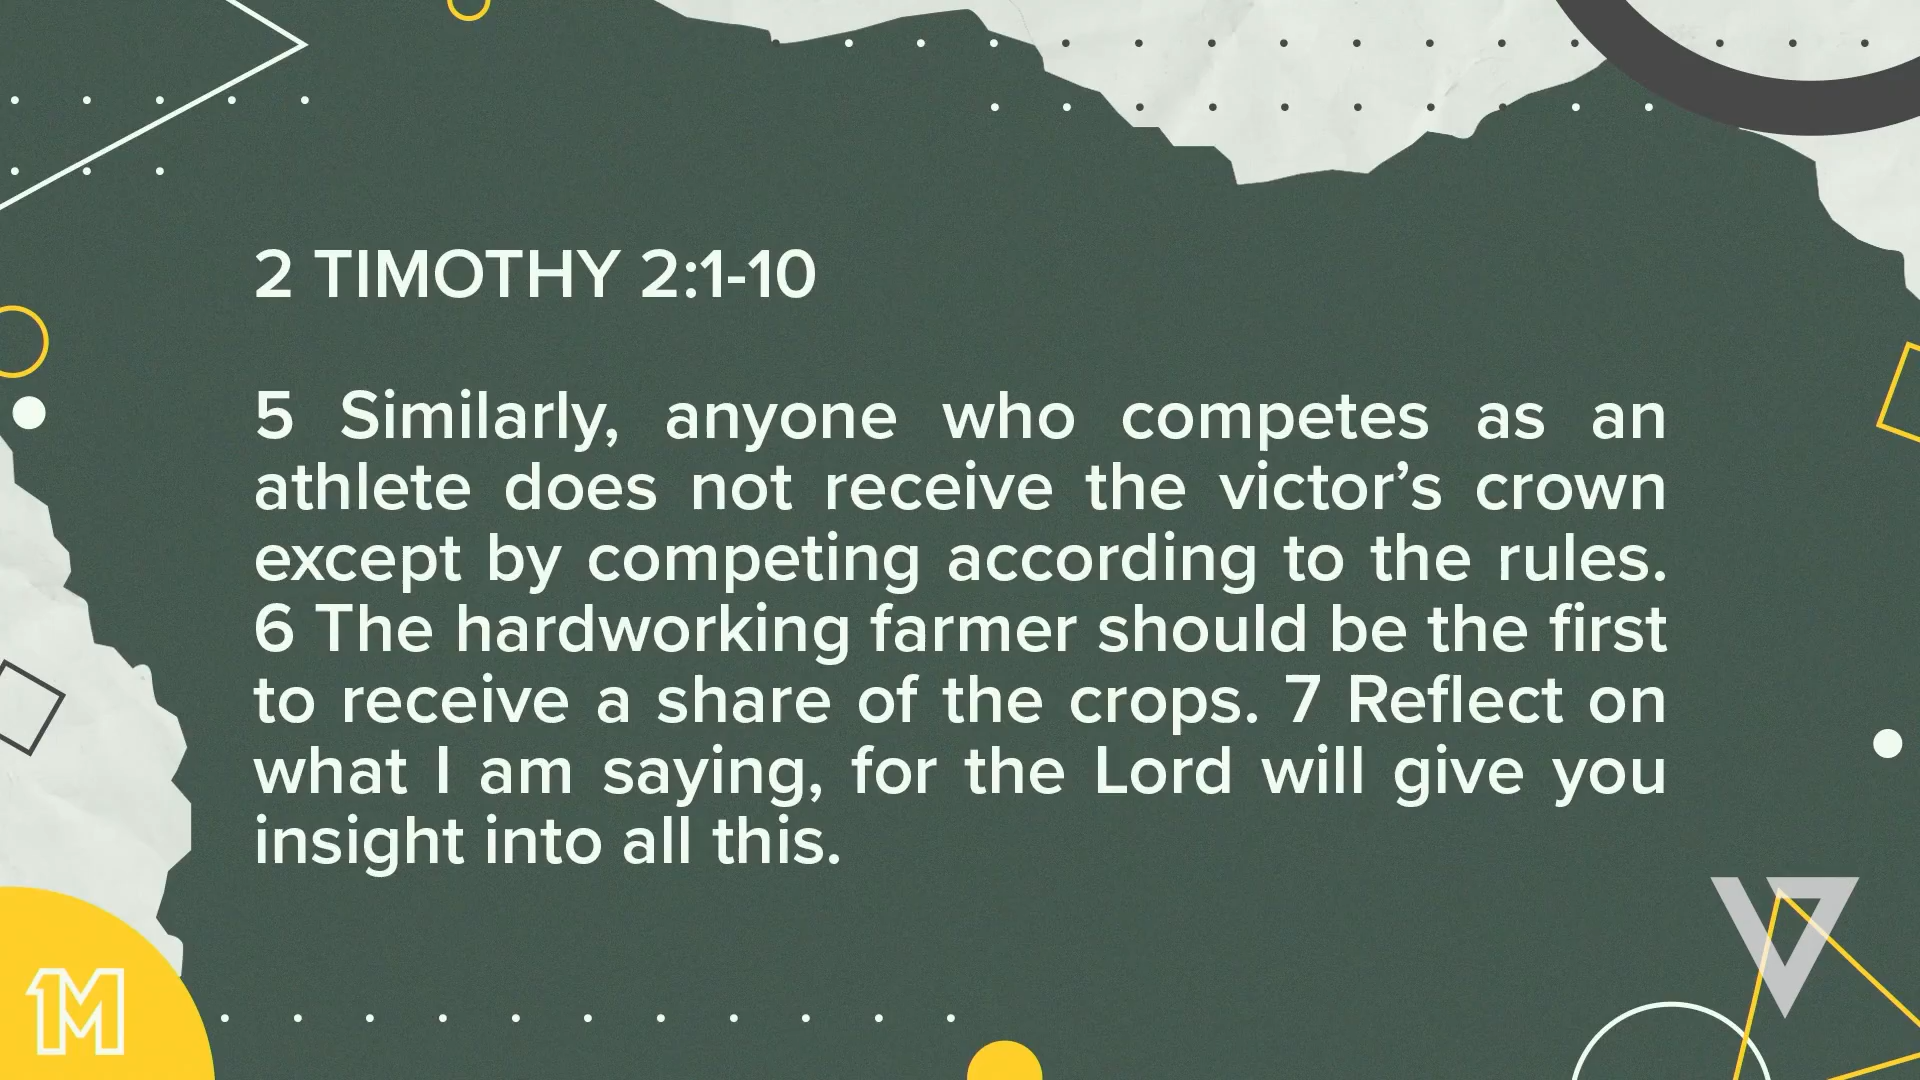 2 TIMOTHY 2:1-10
5 Similarly, anyone who competes as an
athlete does not receive the victor’s crown
except by competing according to the rules.
6 The hardworking farmer should be the first
to receive a share of the crops. 7 Reflect on
what I am saying, for the Lord will give you
insight into all this.
1M
V